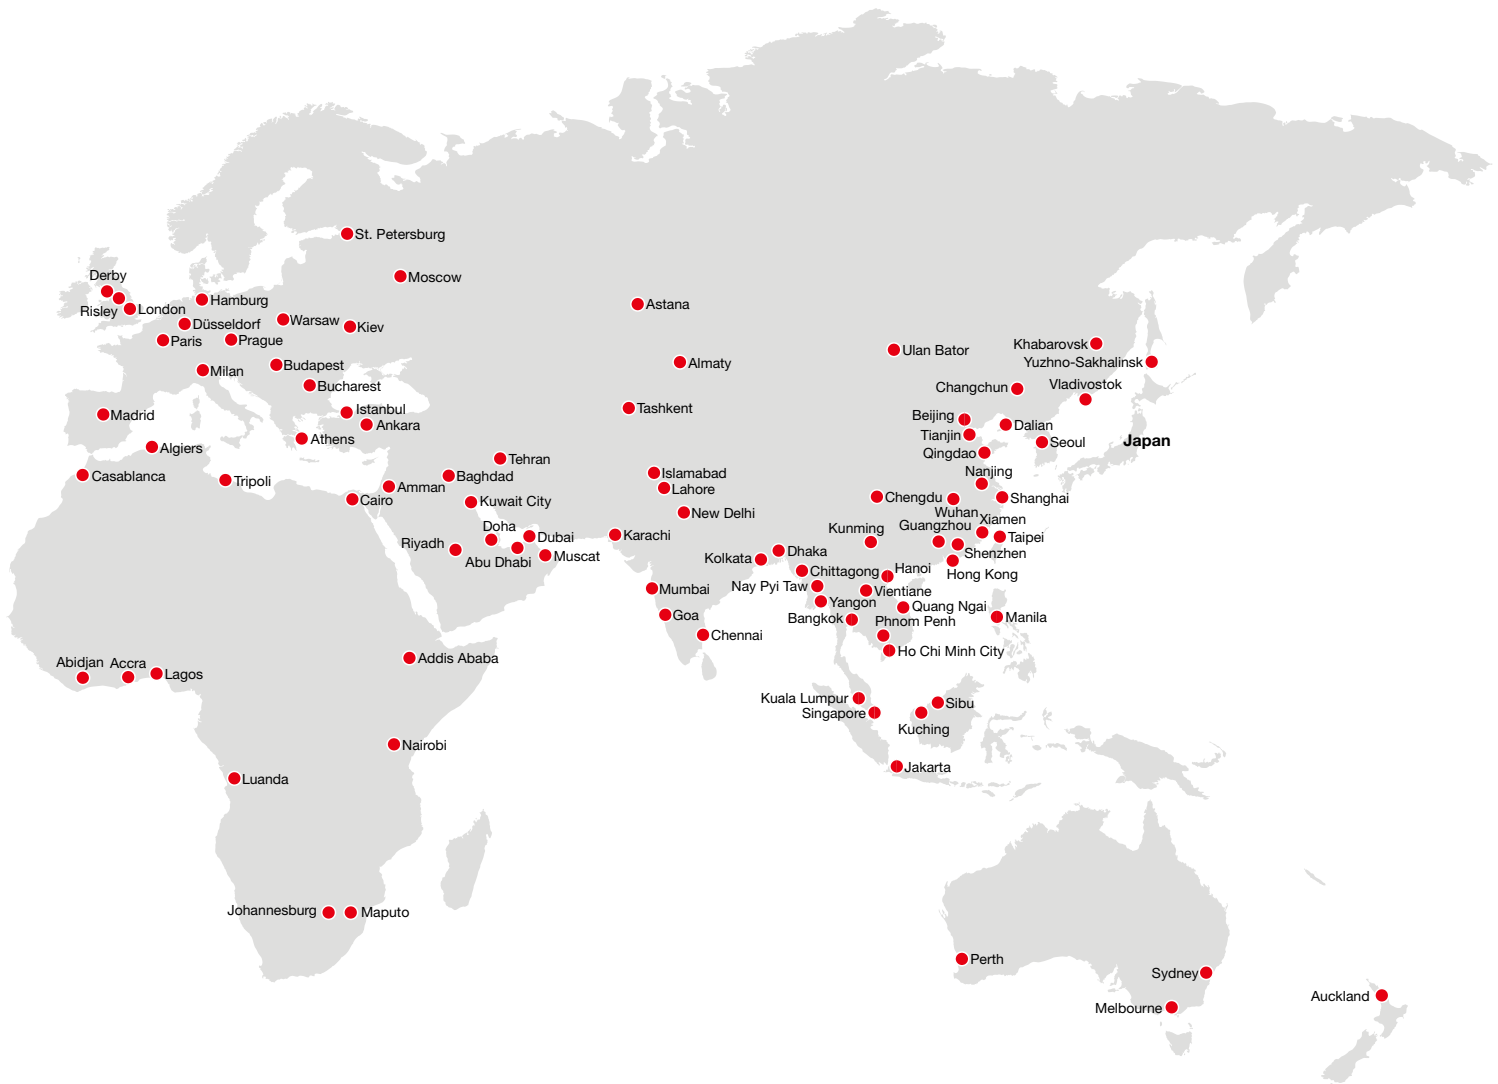 St. Petersburg
Moscow
Derby
Risley
London
Hamburg
Düsseldorf
Warsaw
Kiev
Paris
Prague
Milan
Budapest
Bucharest
Madrid
Istanbul
Ankara
Athens
Algiers
Casablanca
Tripoli
Cairo
Amman
Baghdad
Tehran
Kuwait City
Riyadh
Doha
Abu Dhabi
Dubai
Muscat
Abidjan
Accra
Lagos
Addis Ababa
Nairobi
Luanda
Johannesburg
Maputo
Astana
Almaty
Tashkent
Islamabad
Lahore
New Delhi
Karachi
Mumbai
Goa
Chennai
Kolkata
Dhaka
Chittagong
Nay Pyi Taw
Yangon
Bangkok
Ulan Bator
Khabarovsk
Yuzhno-Sakhalinsk
Changchun
Vladivostok
Beijing
Tianjin
Dalian
Seoul
Japan
Qingdao
Nanjing
Chengdu
Wuhan
Shanghai
Kunming
Guangzhou
Xiamen
Taipei
Shenzhen
Hong Kong
Hanoi
Vientiane
Quang Ngai
Phnom Penh
Ho Chi Minh City
Manila
Kuala Lumpur
Singapore
Sibu
Kuching
Jakarta
Perth
Sydney
Melbourne
Auckland